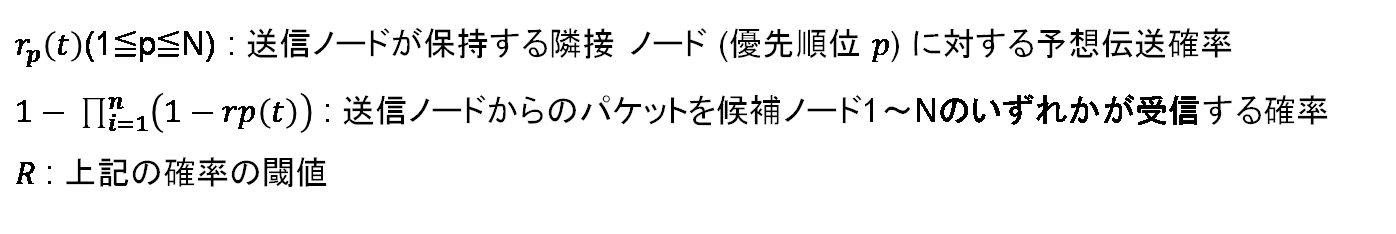 r_p(t)(1≦p≦N) : 送信ノードが保持する隣接 ノード (優先順位 p) に対する予想伝送確率
1 − ∏_{i=1}^{n}(1 − rp(t)) : 送信ノードからのパケットを候補ノード1～Nのいずれかが受信する確率
R : 上記の確率の閾値